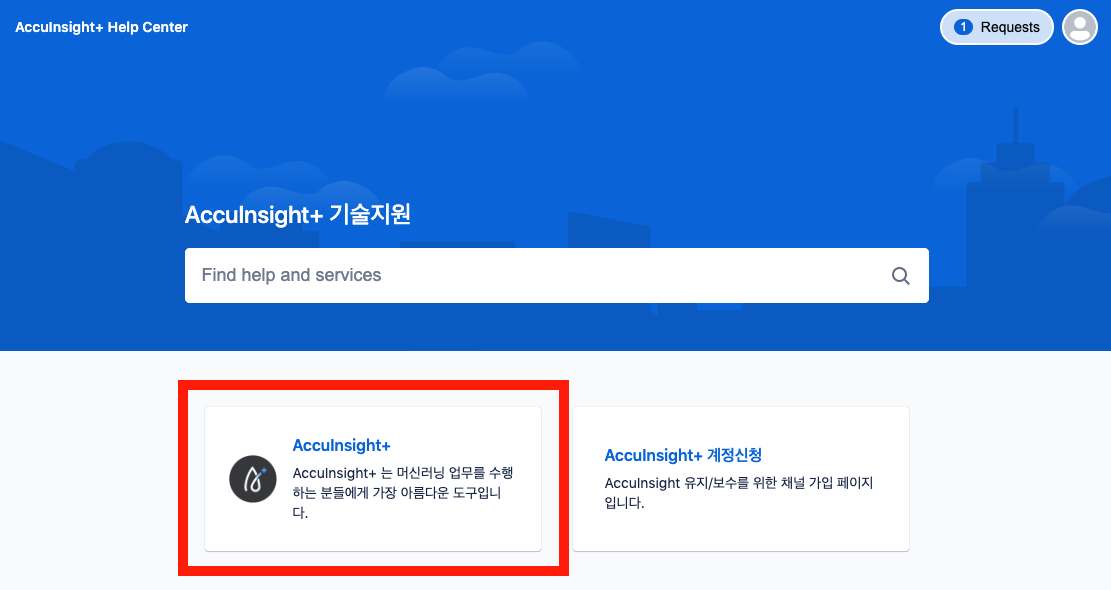 AccuInsight+ Help Center
1 Requests
AccuInsight+ 기술지원
Find help and services
AccuInsight+
AccuInsight+ 는 머신러닝 업무를 수행
하는 분들에게 가장 아름다운 도구입니
다.
AccuInsight+ 계정신청
AccuInsight 유지/보수를 위한 채널 가입 페이지
입니다.